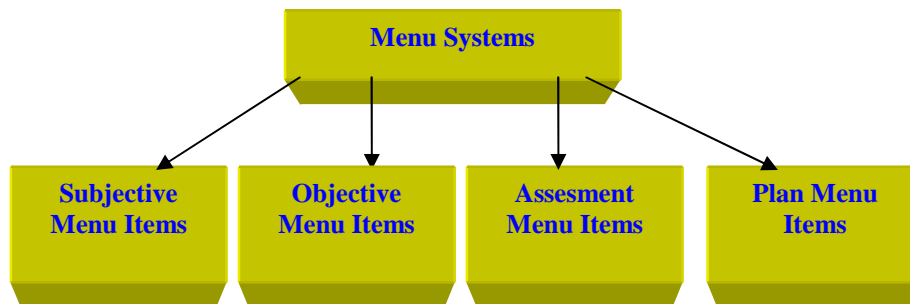 Menu Systems
Subjective
Menu Items
Objective
Menu Items
Assesment
Menu Items
Plan Menu
Items